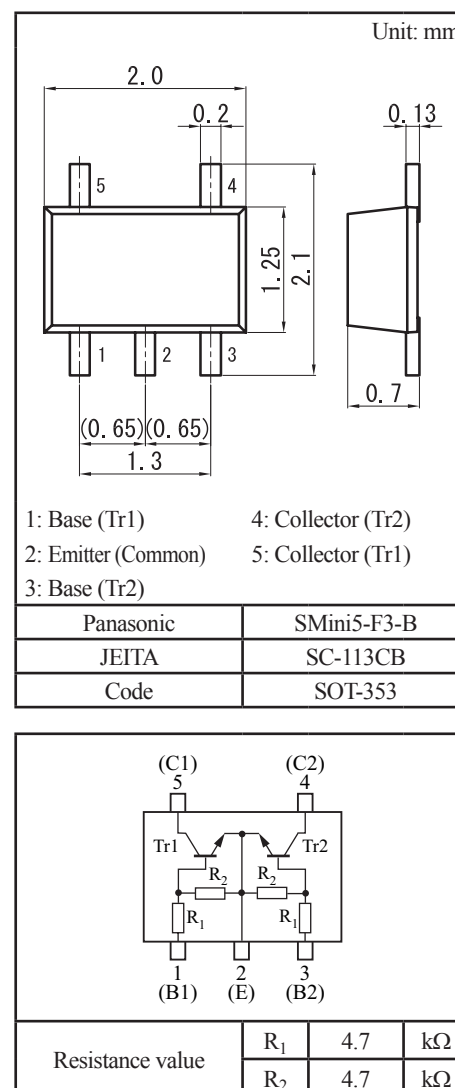 Unit: mm
2.0
0.2
0.13
5
4
1.25
2.1
1
2
3
0.7
(0.65)(0.65)
1.3
1: Base (Tr1) 4: Collector (Tr2)
2: Emitter (Common) 5: Collector (Tr1)
3: Base (Tr2)
Panasonic SMini5-F3-B
JEITA SC-113CB
Code SOT-353
(C1) (C2)
5 4
Tr1 Tr2
R2 R2
R1 R1
1 2 3
(B1) (E) (B2)
Resistance value
R1 4.7 kΩ
R2 4.7 kΩ